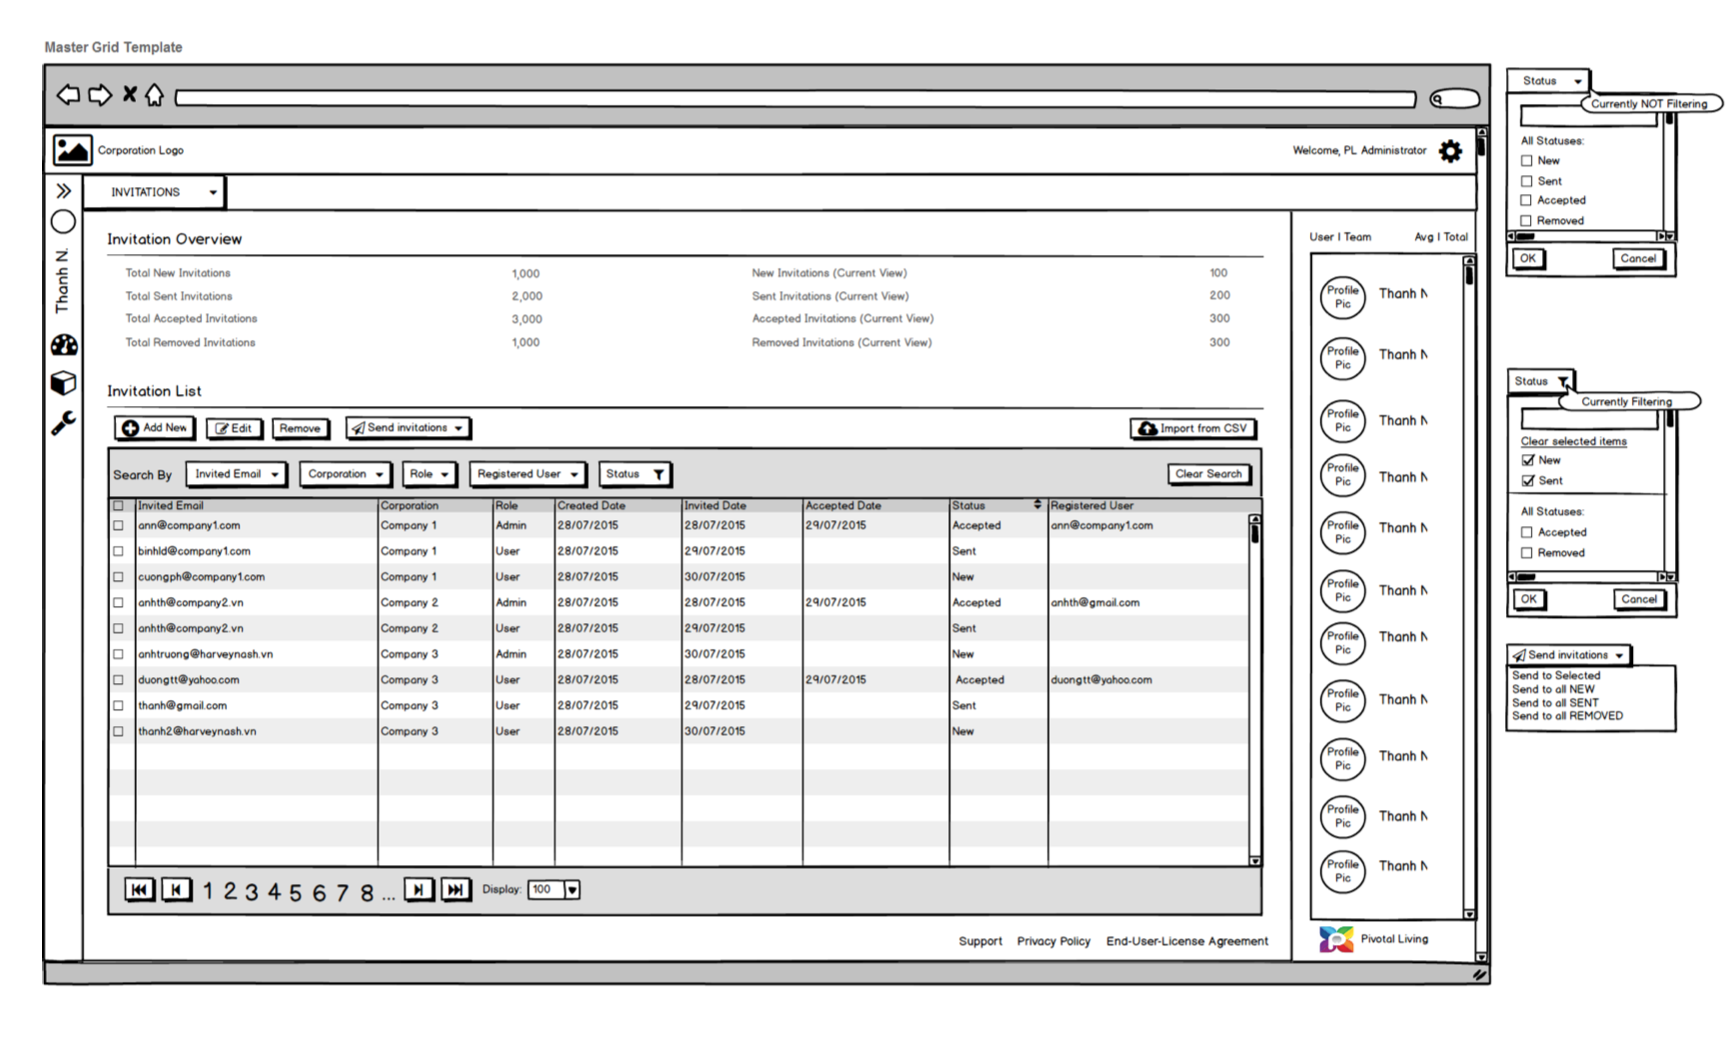 Master Grid Template
Corporation Logo
Welcome, PL Administrator
INVITATIONS
Thanh N.
Invitation Overview
Total New Invitations 1,000 New Invitations (Current View) 100
Total Sent Invitations 2,000 Sent Invitations (Current View) 200
Total Accepted Invitations 3,000 Accepted Invitations (Current View) 300
Total Removed Invitations 1,000 Removed Invitations (Current View) 300
Invitation List
Add New Edit Remove Send invitations Import from CSV
Search By Invited Email Corporation Role Registered User Status Clear Search
Invited Email Corporation Role Created Date Invited Date Accepted Date Status Registered User
ann@company1.com Company 1 Admin 28/07/2015 28/07/2015 29/07/2015 Accepted ann@company1.com
binhld@company1.com Company 1 User 28/07/2015 29/07/2015 Sent
cuongph@company1.com Company 1 User 28/07/2015 30/07/2015 New
anhth@company2.vn Company 2 Admin 28/07/2015 28/07/2015 29/07/2015 Accepted anhth@gmail.com
anhth@company2.vn Company 2 User 28/07/2015 29/07/2015 Sent
anhtruong@harveynash.vn Company 3 Admin 28/07/2015 30/07/2015 New
duongtt@yahoo.com Company 3 User 28/07/2015 28/07/2015 29/07/2015 Accepted duongtt@yahoo.com
thanh@gmail.com Company 3 User 28/07/2015 29/07/2015 Sent
thanh2@harveynash.vn Company 3 User 28/07/2015 30/07/2015 New
1 2 3 4 5 6 7 8 ... Display: 100
Support Privacy Policy End-User-License Agreement
User | Team Avg | Total
Profile Pic Thanh N
Profile Pic Thanh N
Profile Pic Thanh N
Profile Pic Thanh N
Profile Pic Thanh N
Profile Pic Thanh N
Profile Pic Thanh N
Profile Pic Thanh N
Profile Pic Thanh N
Profile Pic Thanh N
Profile Pic Thanh N
Pivotal Living
Status
Currently NOT Filtering
All Statuses:
New
Sent
Accepted
Removed
OK Cancel
Status
Currently Filtering
Clear selected items
New
Sent
All Statuses:
Accepted
Removed
OK Cancel
Send invitations
Send to Selected
Send to all NEW
Send to all SENT
Send to all REMOVED